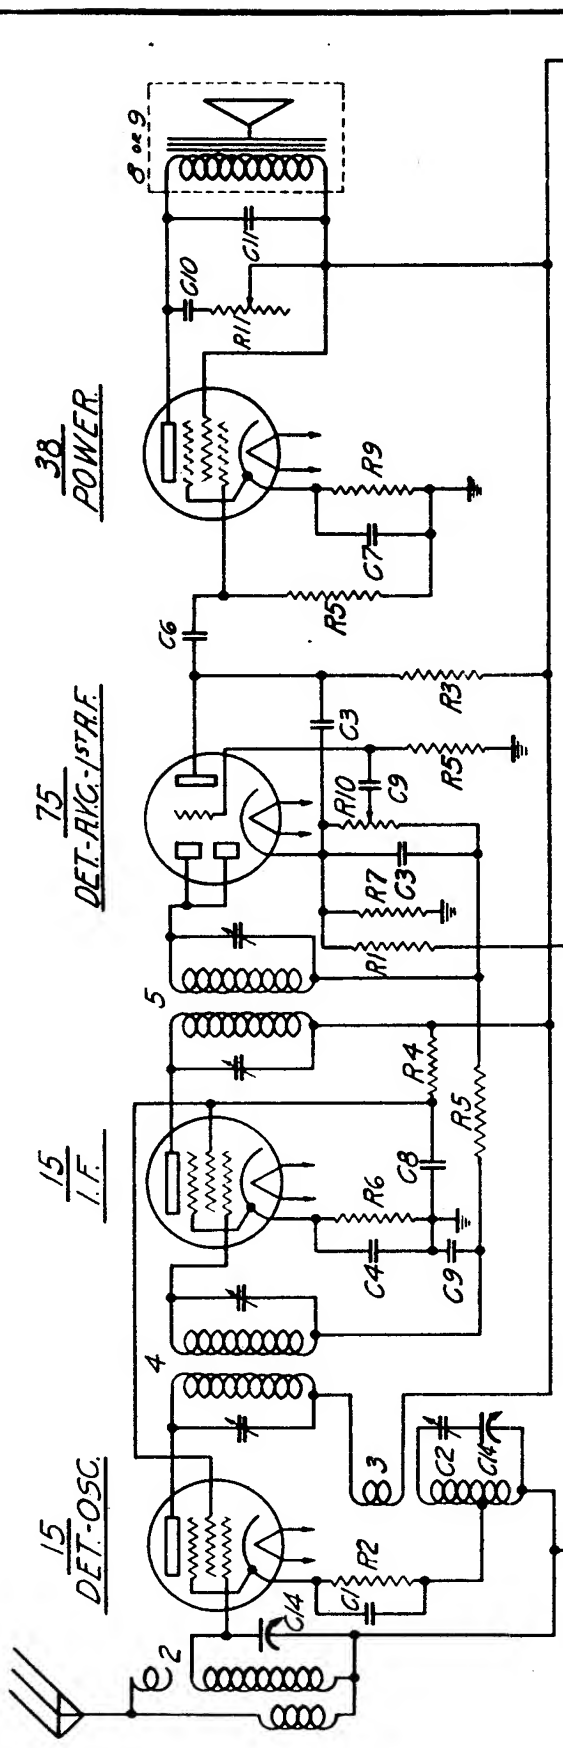 15
DET.-OSC.
15
I.F.
75
DET.-A.V.C.-1ST A.F.
38
POWER.
2
C14
C1
R2
3
C2
C14
4
C4
R6
C9
C8
R4
R5
5
R1
R7
C3
R10
C9
R5
C3
R3
C6
R5
C7
R9
C10
R11
C11
8 OR 9